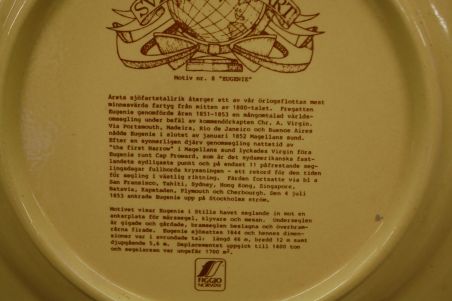 SV
RT
Motiv nr. 8 "EUGENIE"
Årets sjöfartstallrik återger ett av vår örlogsflottan mest
minnesvärda fartyg från mitten av 1800-talet. Fregatten
Eugenie genomförde åren 1851-1853 en mångomtalad världs-
omsegling under befäl av kommendörkapten Chr. A. Virgin.
Via Portsmouth, Madeira, Rio de Janeiro och Buenos Aires
nådde Eugenie i slutet av januari 1852 Magellans sund.
Efter en synnerligen djärv genomsegling nattetid av
"the first Narrow" i Magellans sund lyckades Virgin föra
Eugenie runt Cap Froward, som är det sydamerikanska fast-
landets sydligaste punkt och på endast 11 påfrestande seg-
lingsdagar fullborda kryssningen - ett rekord för den tiden
för segling i västlig riktning. Färden fortsatte via bl a
San Fransisco, Tahiti, Sydney, Hong Kong, Singapore,
Batavia, Kapstaden, Plymouth och Cherbourgh. Den 4 juli
1853 ankrade Eugenie upp på Stockholms ström.
Motivet visar Eugenie i Stilla havet seglande in mot en
ankarplats för märssegel, klyvare och mesan. Underseglen
är gigade och gårdade, bramseglen beslagna och överbram-
rårna firade. Eugenie sjösattes 1844 och hennes dimen-
sioner var i avrundade tal: längd 46 m, bredd 12 m samt
djupgående 5,6 m. Deplacementet uppgick till 1600 ton
och segelarean var ungefär 1700 m².
FIGGJO
NORWAY